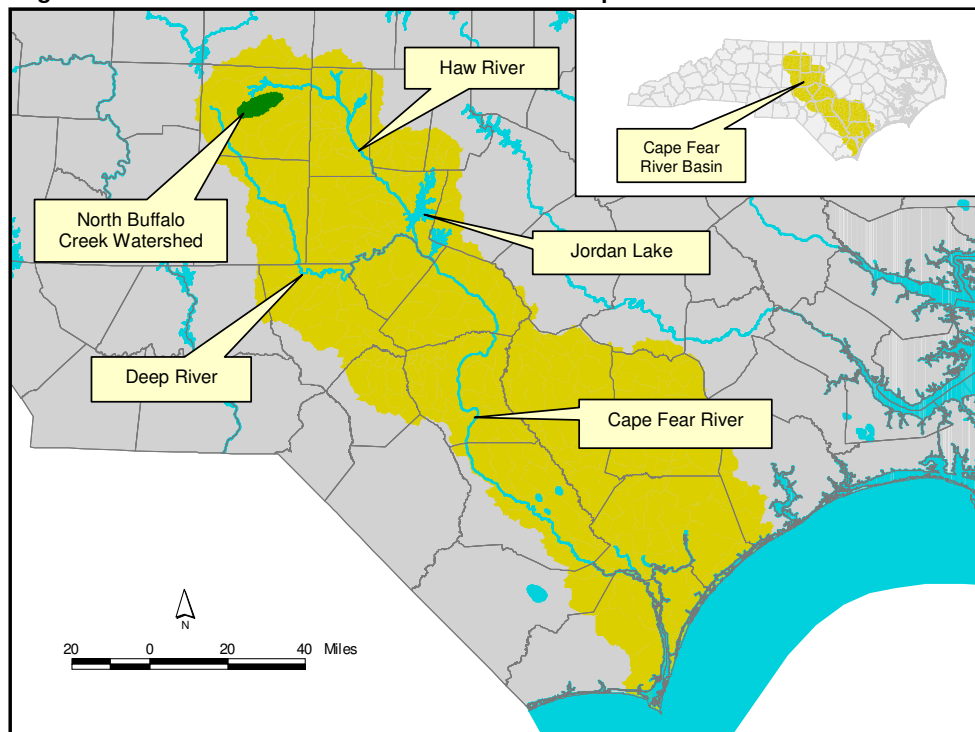 Haw River
Cape Fear
River Basin
North Buffalo
Creek Watershed
Jordan Lake
Deep River
Cape Fear River
N
20 0 20 40 Miles